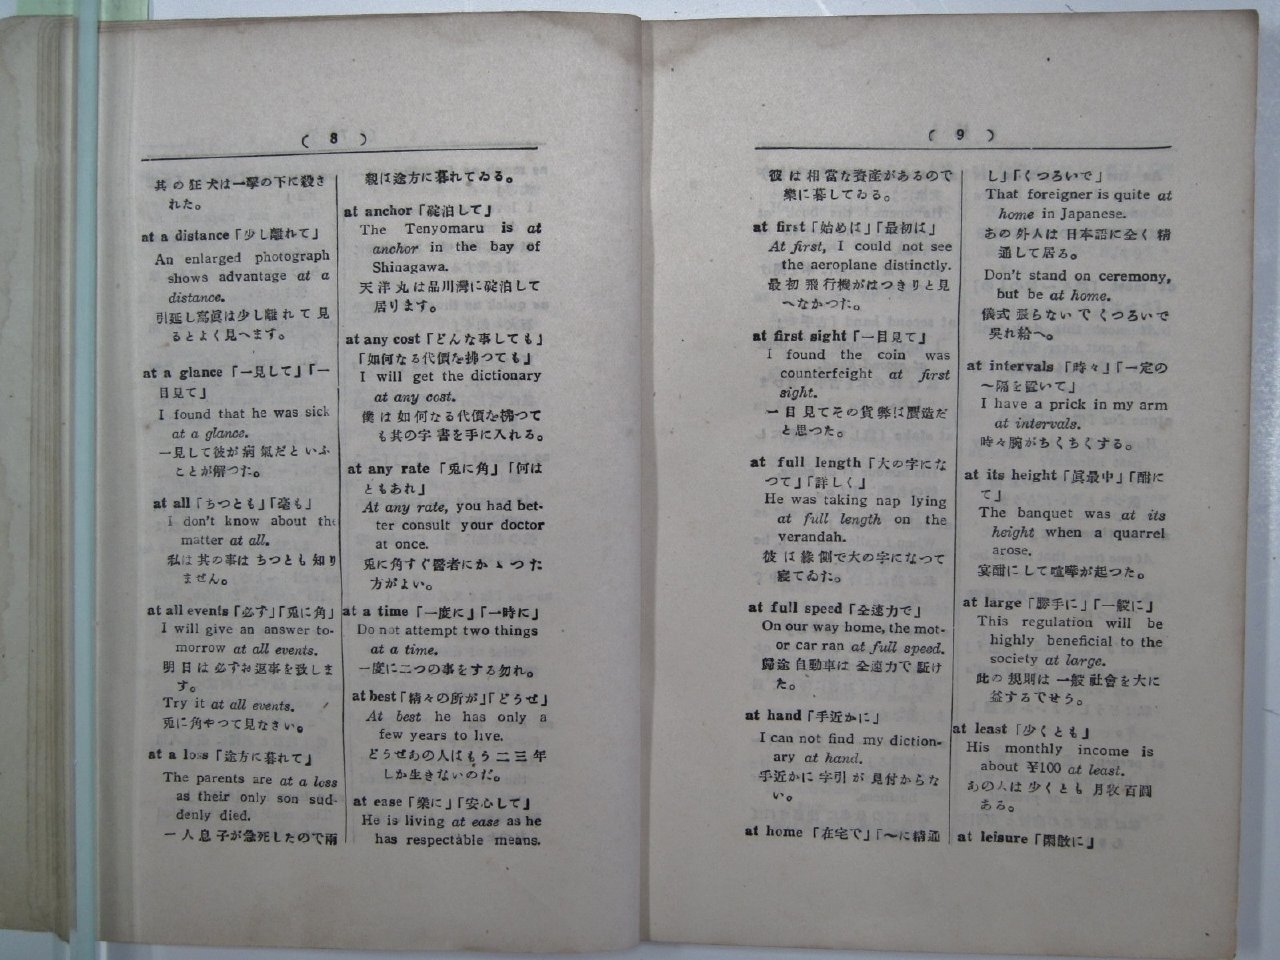 ( 8 )
其の狂犬は一擊の下に殺さ
れた。
at a distance「少し離れて」
An enlarged photograph
shows advantage at a
distance.
引延し寫眞は少し離れて見
るとよく見へます。
at a glance「一見して」「一
目見て」
I found that he was sick
at a glance.
一見して彼が病氣だといふ
ことが解つた。
at all「ちつとも」「毫も」
I don't know about the
matter at all.
私は其の事はちつとも知り
ません。
at all events「必ず」「兎に角」
I will give an answer to-
morrow at all events.
明日は必ずお返事を致しま
す。
Try it at all events.
兎に角やつて見なさい。
at a loss「途方に暮れて」
The parents are at a loss
as their only son sud-
denly died.
一人息子が急死したので兩
親は途方に暮れてゐる。
at anchor「碇泊して」
The Tenyomaru is at
anchor in the bay of
Shinagawa.
天洋丸は品川灣に碇泊して
居ります。
at any cost「どんな事しても」
「如何なる代價を拂つても」
I will get the dictionary
at any cost.
僕は如何なる代價を拂つて
も其の字書を手に入れる。
at any rate「兎に角」「何は
ともあれ」
At any rate, you had bet-
ter consult your doctor
at once.
兎に角すぐ醫者にかゝつた
方がよい。
at a time「一度に」「一時に」
Do not attempt two things
at a time.
一度に二つの事をする勿れ。
at best「精々の所が」「どうせ」
At best he has only a
few years to live.
どうせあの人はもう二三年
しか生きないのだ。
at ease「樂に」「安心して」
He is living at ease as he
has respectable means.
( 9 )
彼は相當な資產があるので
樂に暮してゐる。
at first「始めは」「最初は」
At first, I could not see
the aeroplane distinctly.
最初飛行機がはつきりと見
へなかつた。
at first sight「一目見て」
I found the coin was
counterfeight at first
sight.
一目見てその貨幣は贋造だ
と思つた。
at full length「大の字にな
つて」「詳しく」
He was taking nap lying
at full length on the
verandah.
彼は緣側で大の字になつて
寢てゐた。
at full speed「全速力で」
On our way home, the mot-
or car ran at full speed.
歸途自動車は全速力で駈け
た。
at hand「手近かに」
I can not find my diction-
ary at hand.
手近かに字引が見付からな
い。
at home「在宅で」「〜に精通
し」「くつろいで」
That foreigner is quite at
home in Japanese.
あの外人は日本語に全く精
通して居る。
Don't stand on ceremony,
but be at home.
儀式張らないでくつろいで
吳れ給へ。
at intervals「時々」「一定の
〜隔を置いて」
I have a prick in my arm
at intervals.
時々腕がちくちくする。
at its height「眞最中」「酣に
て」
The banquet was at its
height when a quarrel
arose.
宴酣にして喧嘩が起つた。
at large「勝手に」「一般に」
This regulation will be
highly beneficial to the
society at large.
此の規則は一般社會を大に
益するでせう。
at least「少くとも」
His monthly income is
about ¥100 at least.
あの人は少くとも月收百圓
ある。
at leisure「閑散に」